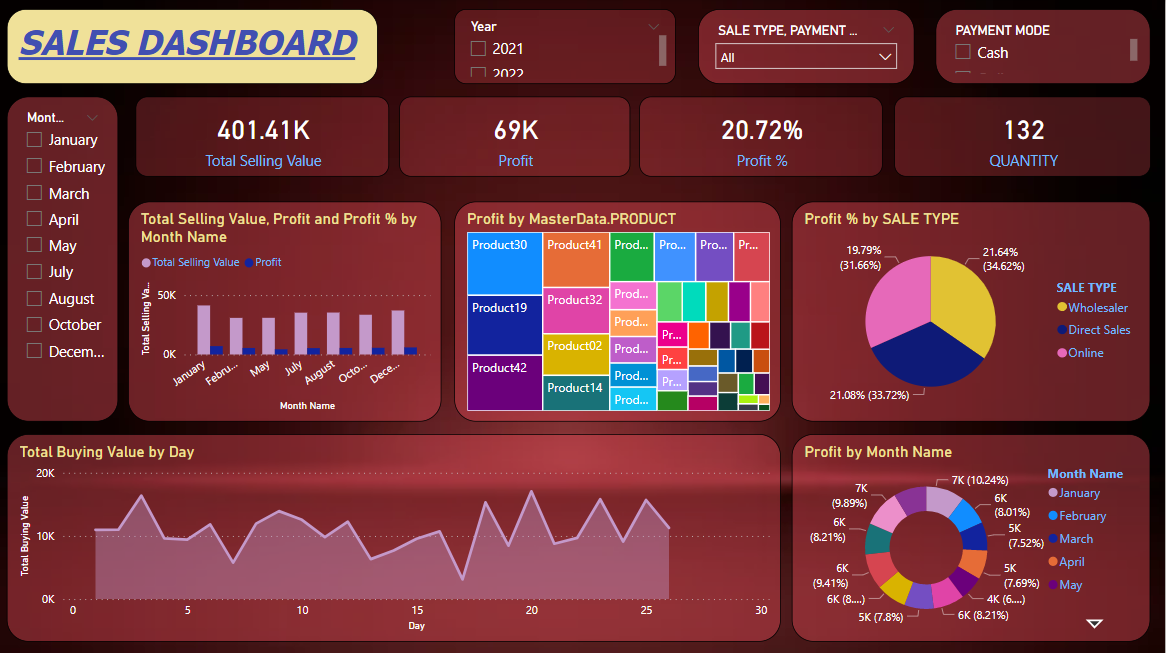 SALES DASHBOARD
Year
2021
2022
SALE TYPE, PAYMENT ...
All
PAYMENT MODE
Cash
Mont...
January
February
March
April
May
July
August
October
Decem...
401.41K
Total Selling Value
69K
Profit
20.72%
Profit %
132
QUANTITY
Total Selling Value, Profit and Profit % by
Month Name
Total Selling Value Profit
Total Selling Va...
50K
0K
January
Febru...
May
July
August
Octo...
Dece...
Month Name
Profit by MasterData.PRODUCT
Product30
Product19
Product42
Product41
Product32
Product02
Product14
Prod...
Pro...
Pro...
Pr...
Prod...
Prod...
Prod...
Prod...
Prod...
Pr...
Pr...
Pr...
Profit % by SALE TYPE
19.79%
(31.66%)
21.64%
(34.62%)
21.08% (33.72%)
SALE TYPE
Wholesaler
Direct Sales
Online
Total Buying Value by Day
Total Buying Value
20K
10K
0K
0 5 10 15 20 25 30
Day
Profit by Month Name
7K (10.24%)
6K
(8.01%)
5K
(7.52%)
5K
(7.69%)
4K (6....)
6K (8.21%)
5K (7.8%)
6K (8....)
6K
(9.41%)
6K
(8.21%)
7K
(9.89%)
Month Name
January
February
March
April
May